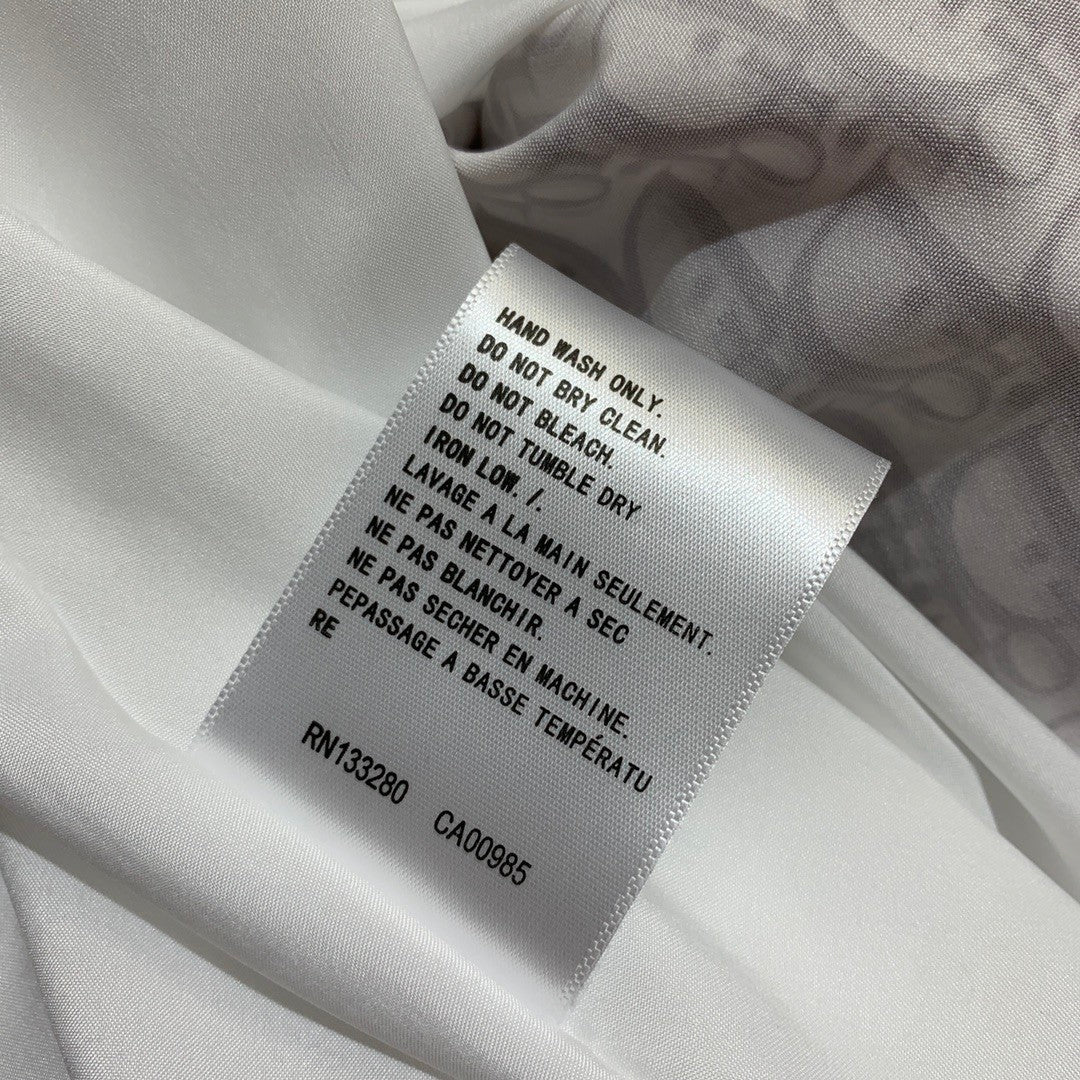 HAND WASH ONLY.
DO NOT BRY CLEAN.
DO NOT BLEACH.
DO NOT TUMBLE DRY
IRON LOW. /.
LAVAGE A LA MAIN SEULEMENT.
NE PAS NETTOYER A SEC
NE PAS BLANCHIR.
NE PAS SECHER EN MACHINE.
PEPASSAGE A BASSE TEMPÉRATU
RE
RN133280 CA00985